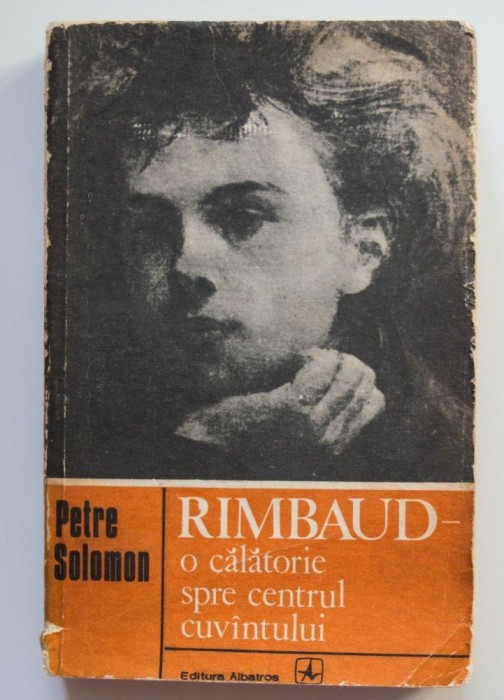 Petre
Solomon
RIMBAUD–
o călătorie
spre centrul
cuvîntului
Editura Albatros